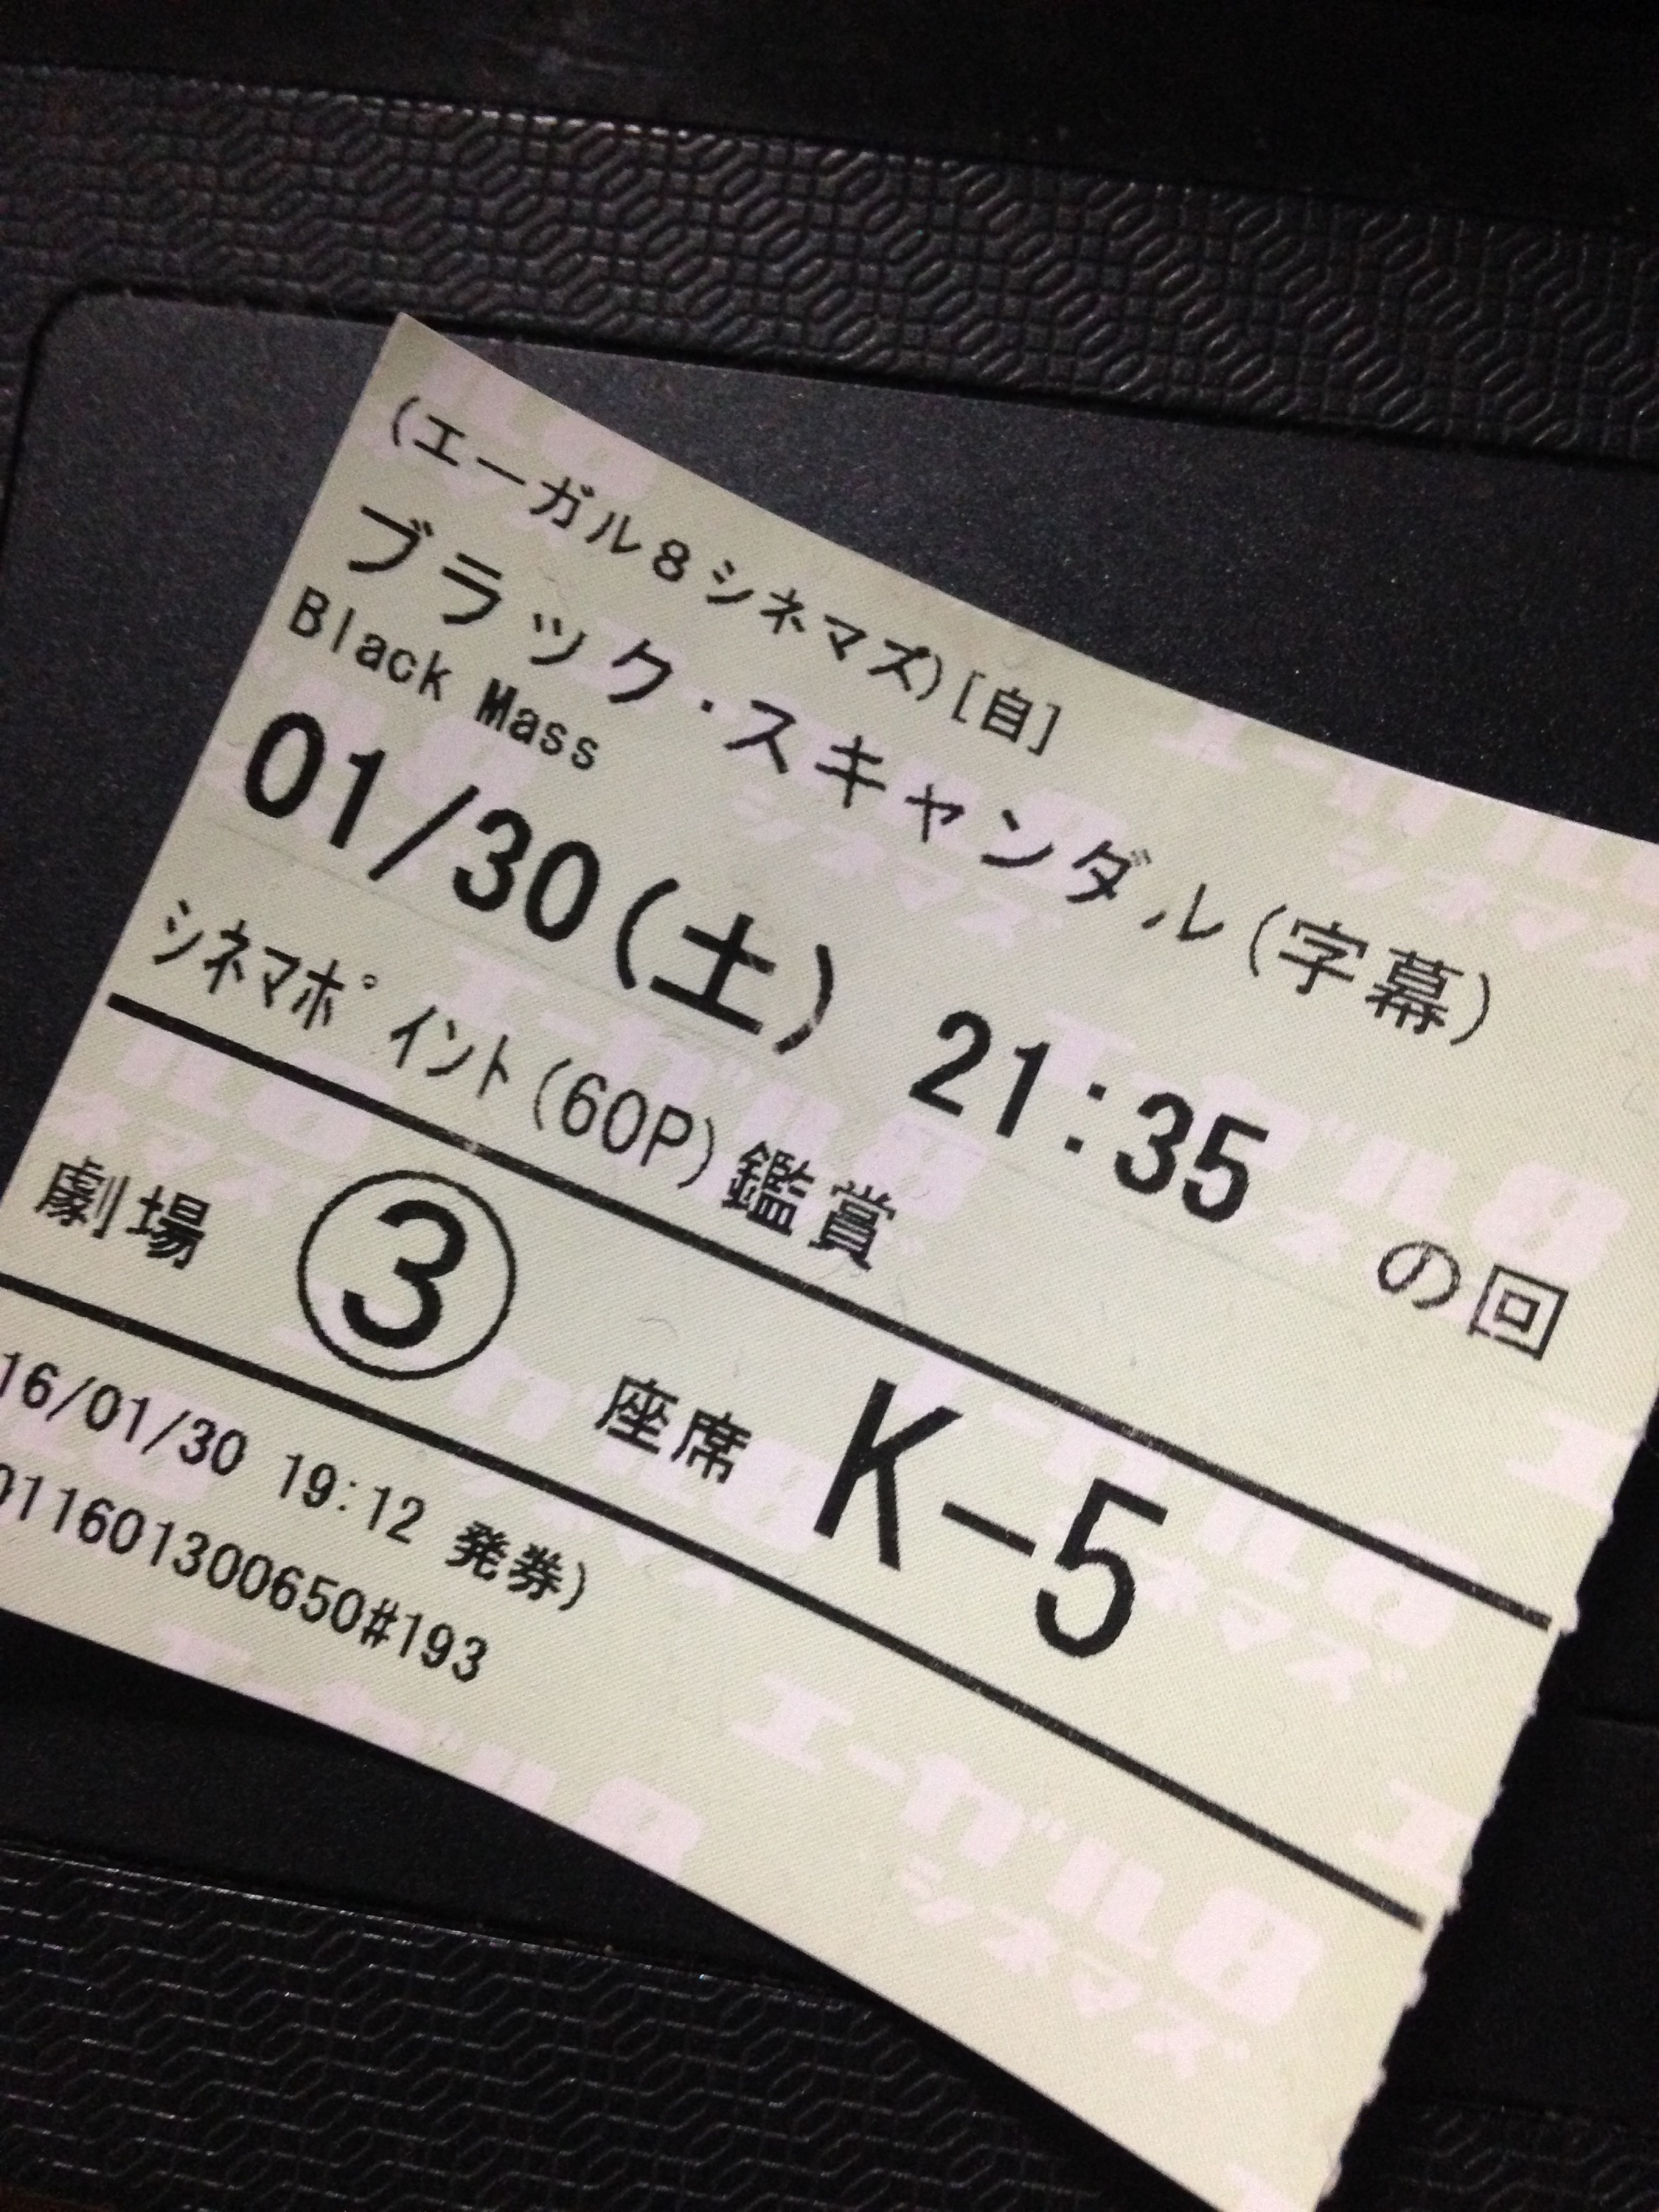 (エーガル8シネマズ)[自]
ブラック・スキャンダル(字幕)
Black Mass
01/30(土) 21:35 の回
シネマポイント(60P)鑑賞
劇場 ③ 座席 K-5
16/01/30 19:12 発券)
01160130065​0#193